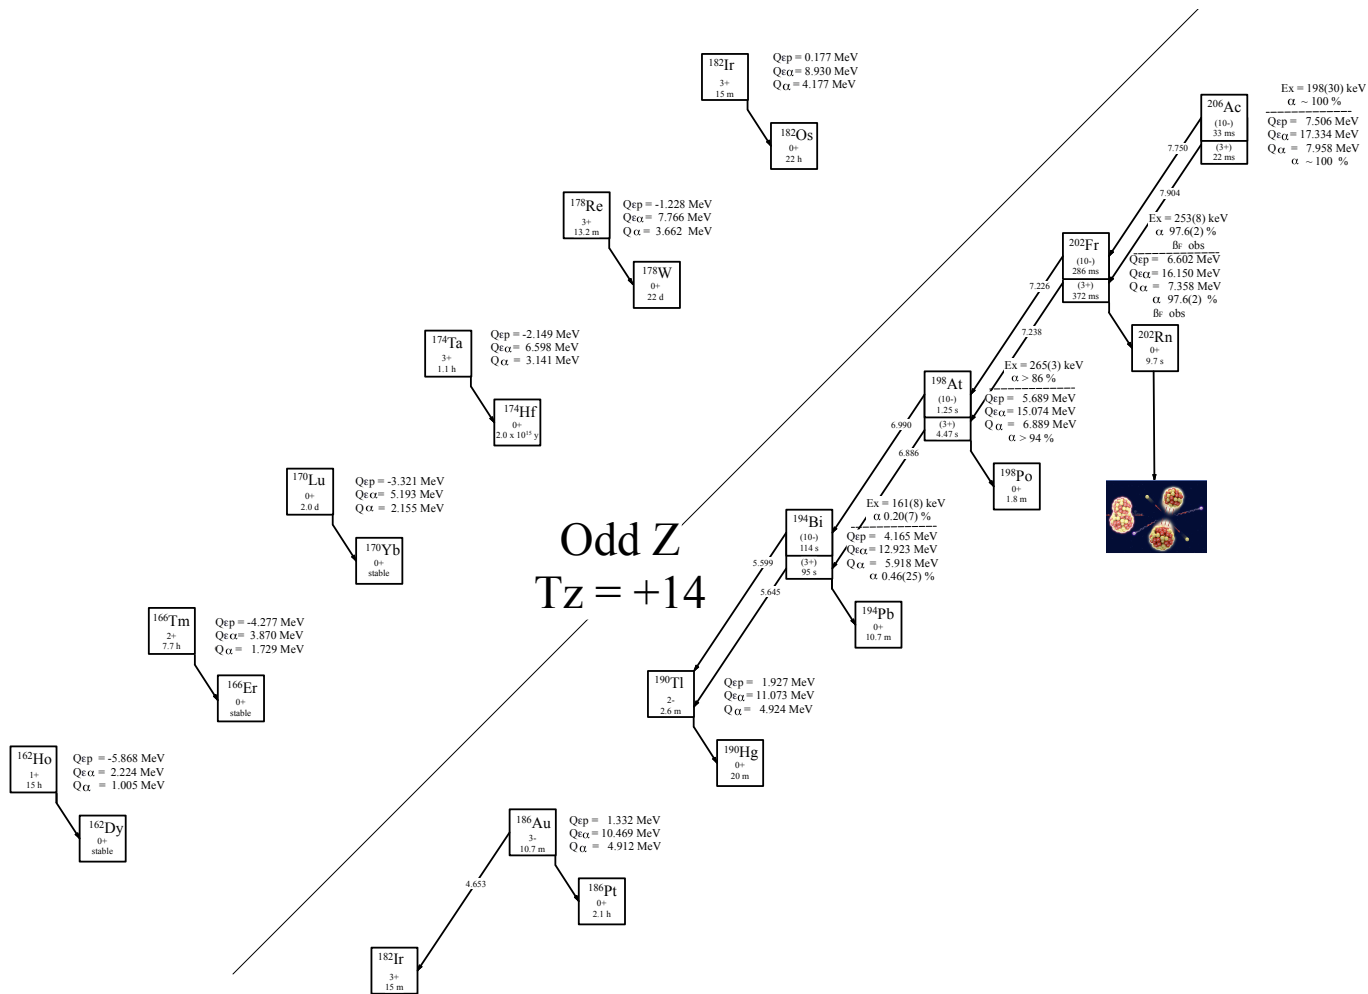 182Ir
3+
15 m
Qεp = 0.177 MeV
Qεα = 8.930 MeV
Qα = 4.177 MeV
182Os
0+
22 h
206Ac
(10-)
33 ms
(3+)
22 ms
Ex = 198(30) keV
α ~ 100 %
Qεp = 7.506 MeV
Qεα = 17.334 MeV
Qα = 7.958 MeV
α ~ 100 %
7.750
7.904
178Re
3+
13.2 m
Qεp = -1.228 MeV
Qεα = 7.766 MeV
Qα = 3.662 MeV
178W
0+
22 d
202Fr
(10-)
286 ms
(3+)
372 ms
Ex = 253(8) keV
α 97.6(2) %
βF obs
Qεp = 6.602 MeV
Qεα = 16.150 MeV
Qα = 7.358 MeV
α 97.6(2) %
βF obs
7.226
7.238
202Rn
0+
9.7 s
174Ta
3+
1.1 h
Qεp = -2.149 MeV
Qεα = 6.598 MeV
Qα = 3.141 MeV
174Hf
0+
2.0 x 10¹⁵ y
198At
(10-)
1.25 s
(3+)
4.47 s
Ex = 265(3) keV
α > 86 %
Qεp = 5.689 MeV
Qεα = 15.074 MeV
Qα = 6.889 MeV
α > 94 %
6.990
6.886
198Po
0+
1.8 m
170Lu
0+
2.0 d
Qεp = -3.321 MeV
Qεα = 5.193 MeV
Qα = 2.155 MeV
170Yb
0+
stable
Odd Z
Tz = +14
194Bi
(10-)
114 s
(3+)
95 s
Ex = 161(8) keV
α 0.20(7) %
Qεp = 4.165 MeV
Qεα = 12.923 MeV
Qα = 5.918 MeV
α 0.46(25) %
5.599
5.645
194Pb
0+
10.7 m
166Tm
2+
7.7 h
Qεp = -4.277 MeV
Qεα = 3.870 MeV
Qα = 1.729 MeV
166Er
0+
stable
190Tl
2-
2.6 m
Qεp = 1.927 MeV
Qεα = 11.073 MeV
Qα = 4.924 MeV
190Hg
0+
20 m
162Ho
1+
15 h
Qεp = -5.868 MeV
Qεα = 2.224 MeV
Qα = 1.005 MeV
162Dy
0+
stable
186Au
3-
10.7 m
Qεp = 1.332 MeV
Qεα = 10.469 MeV
Qα = 4.912 MeV
4.653
186Pt
0+
2.1 h
182Ir
3+
15 m